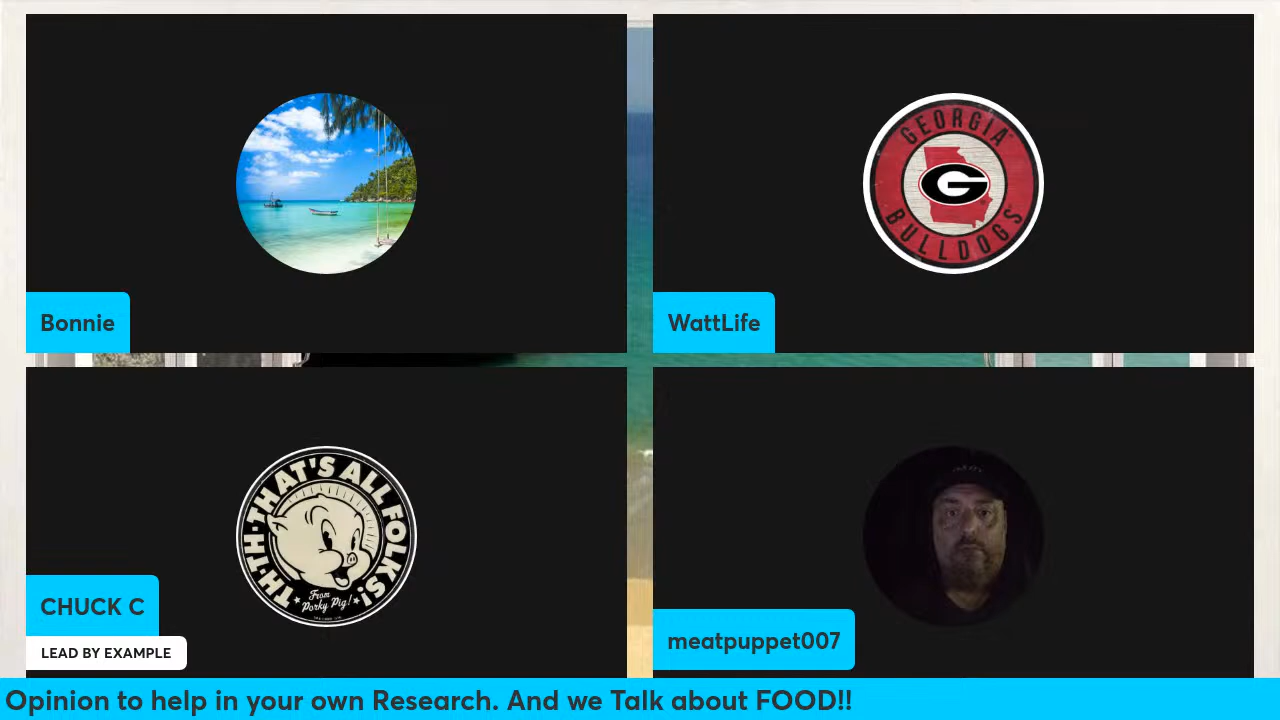 GEORGIA
G
BULLDOGS
Bonnie
WattLife
TH-TH-THAT'S ALL FOLKS!
From
Porky Pig!
CHUCK C
LEAD BY EXAMPLE
meatpuppet007
Opinion to help in your own Research. And we Talk about FOOD!!